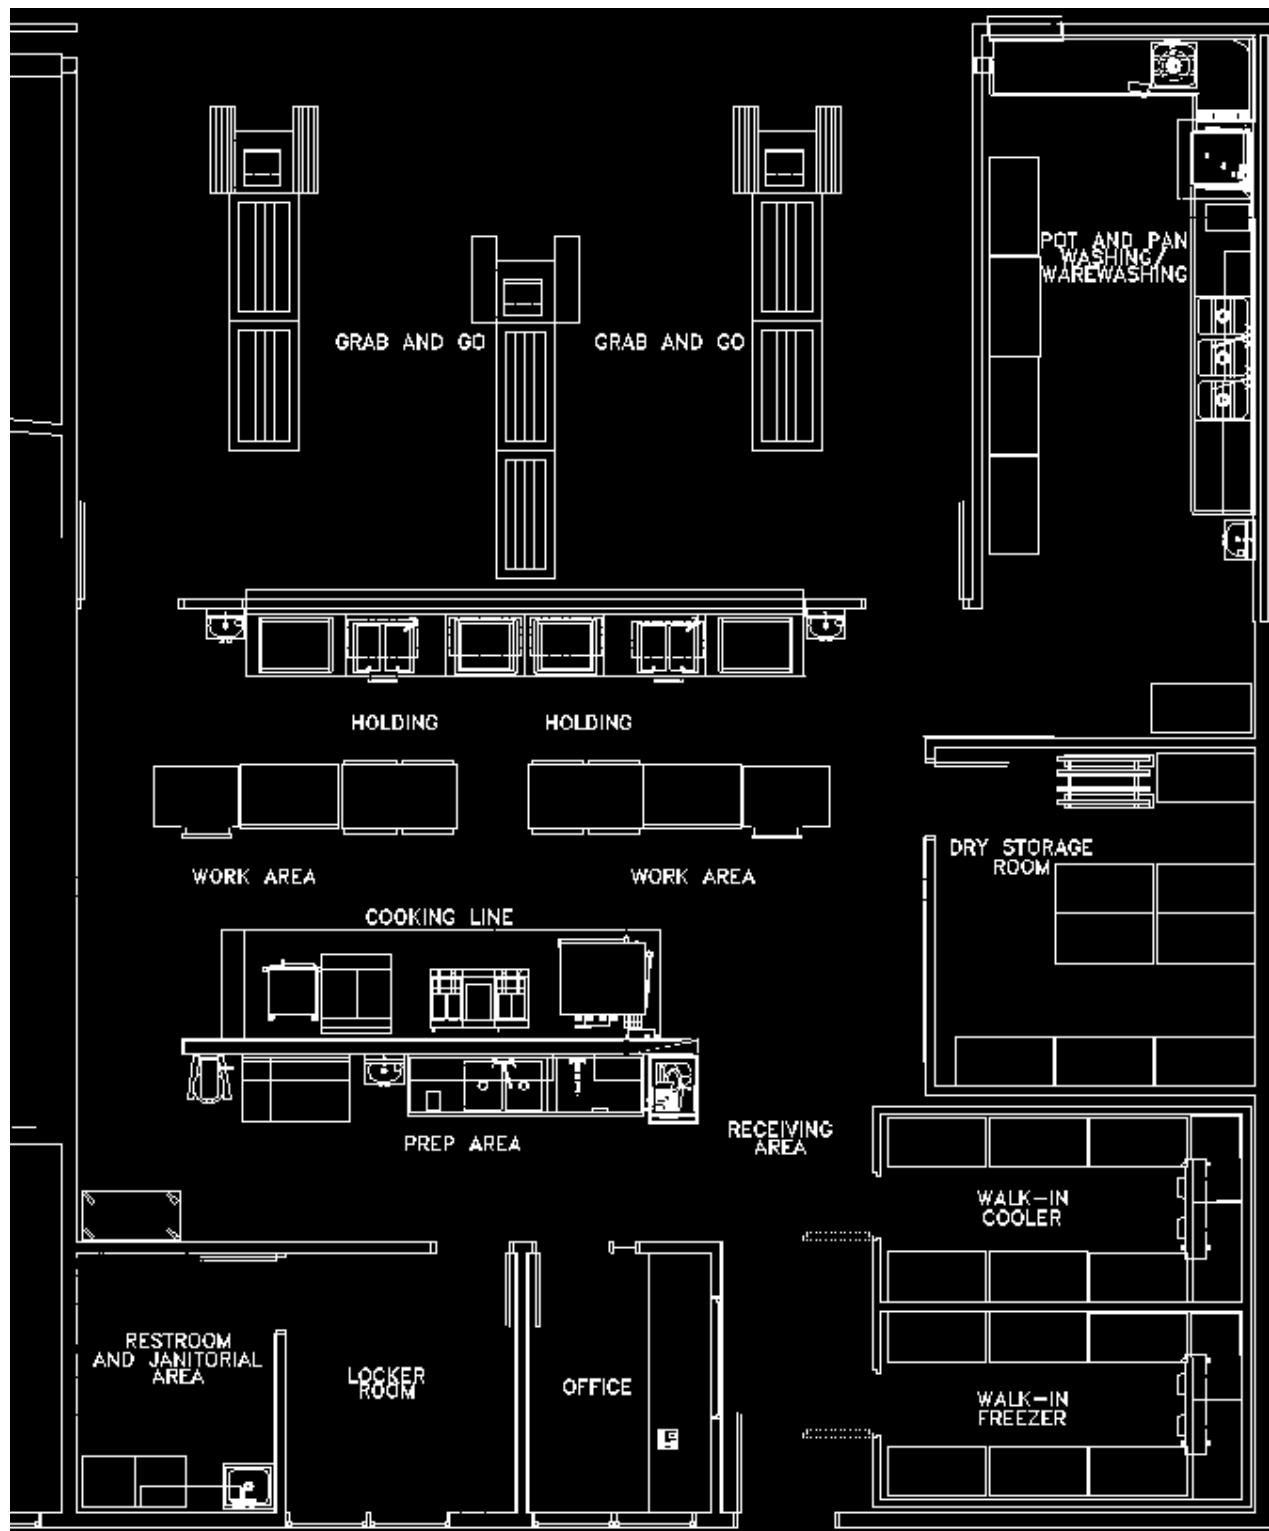 POT AND PAN
WASHING/
WAREWASHING
GRAB AND GO
GRAB AND GO
HOLDING
HOLDING
DRY STORAGE
ROOM
WORK AREA
WORK AREA
COOKING LINE
PREP AREA
RECEIVING
AREA
WALK-IN
COOLER
RESTROOM
AND JANITORIAL
AREA
LOCKER
ROOM
OFFICE
WALK-IN
FREEZER